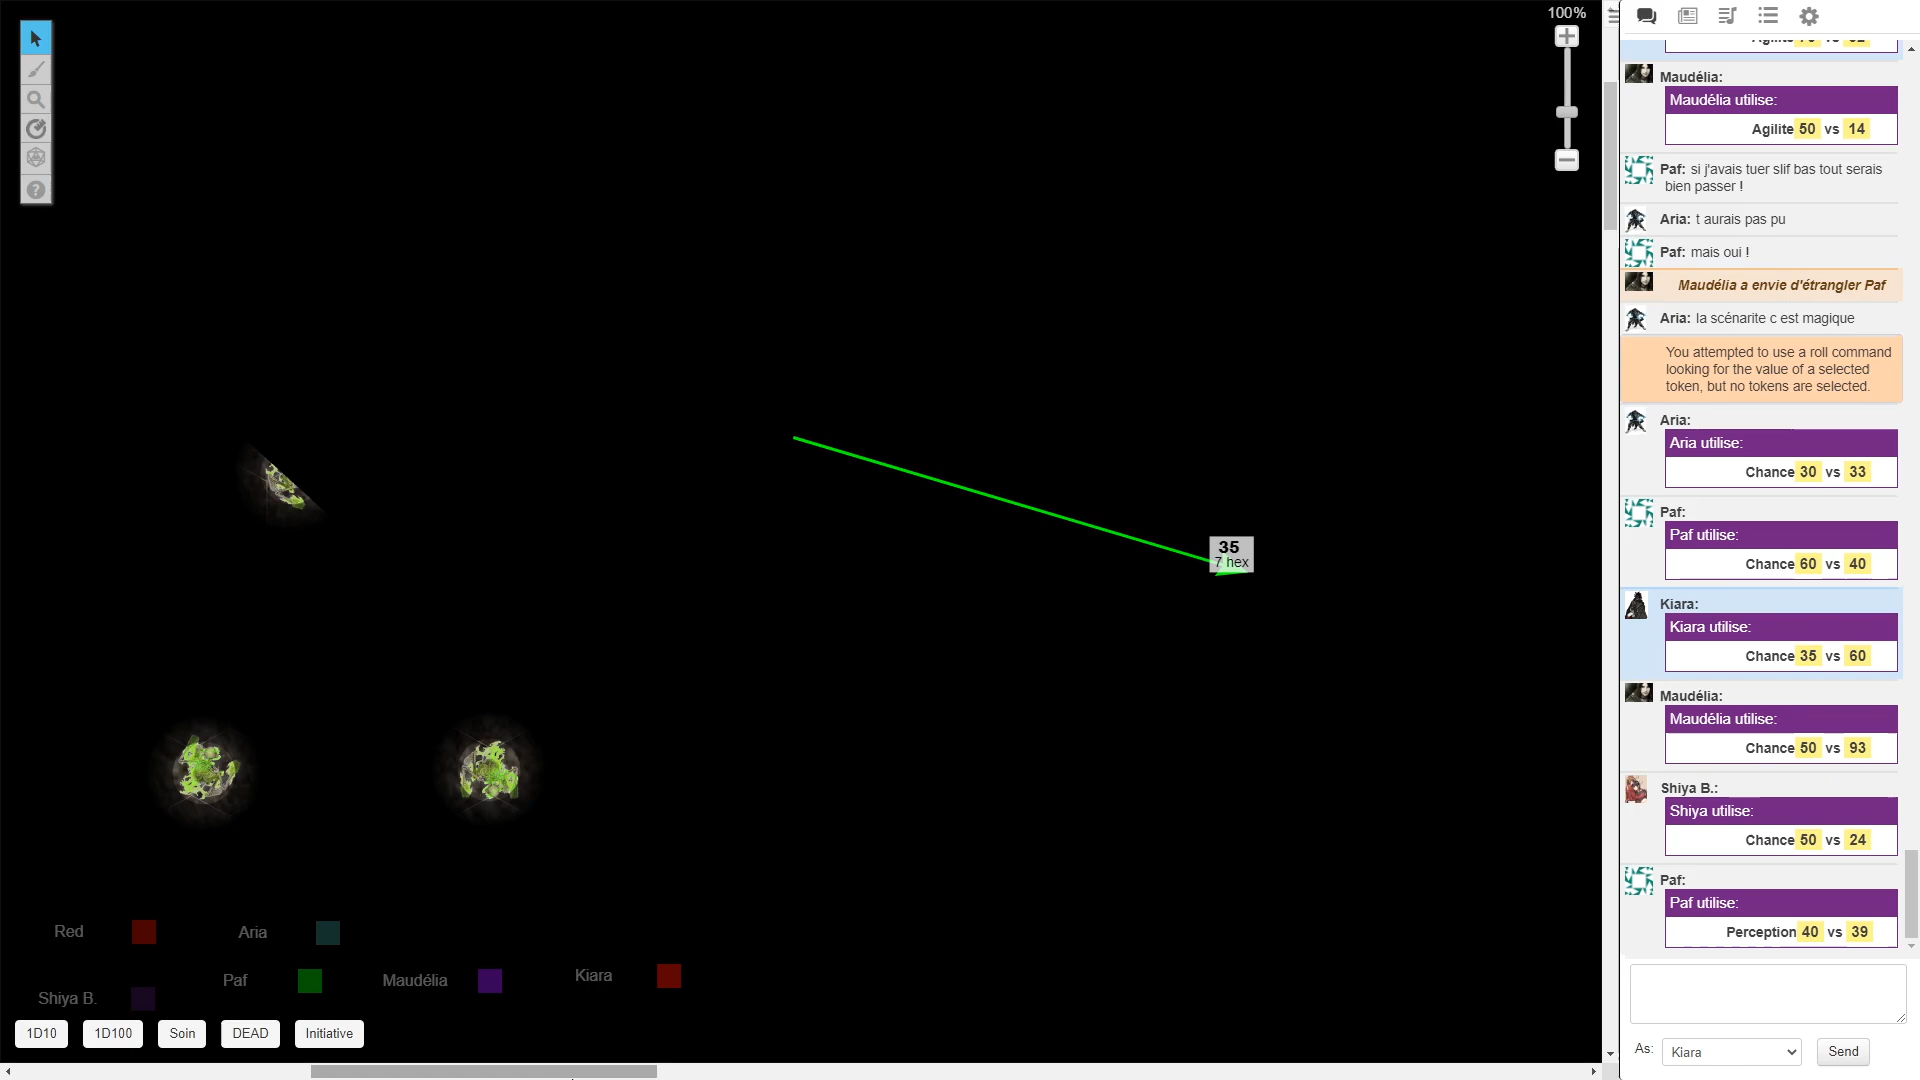 100%
35
7 hex
Red
Aria
Paf
Maudélia
Kiara
Shiya B.
1D10
1D100
Soin
DEAD
Initiative
Maudélia:
Maudélia utilise:
Agilite 50 vs 14
Paf: si j'avais tuer slif bas tout serais
bien passer !
Aria: t aurais pas pu
Paf: mais oui !
Maudélia a envie d'étrangler Paf
Aria: la scénarite c est magique
You attempted to use a roll command
looking for the value of a selected
token, but no tokens are selected.
Aria:
Aria utilise:
Chance 30 vs 33
Paf:
Paf utilise:
Chance 60 vs 40
Kiara:
Kiara utilise:
Chance 35 vs 60
Maudélia:
Maudélia utilise:
Chance 50 vs 93
Shiya B.:
Shiya utilise:
Chance 50 vs 24
Paf:
Paf utilise:
Perception 40 vs 39
As:
Kiara
Send